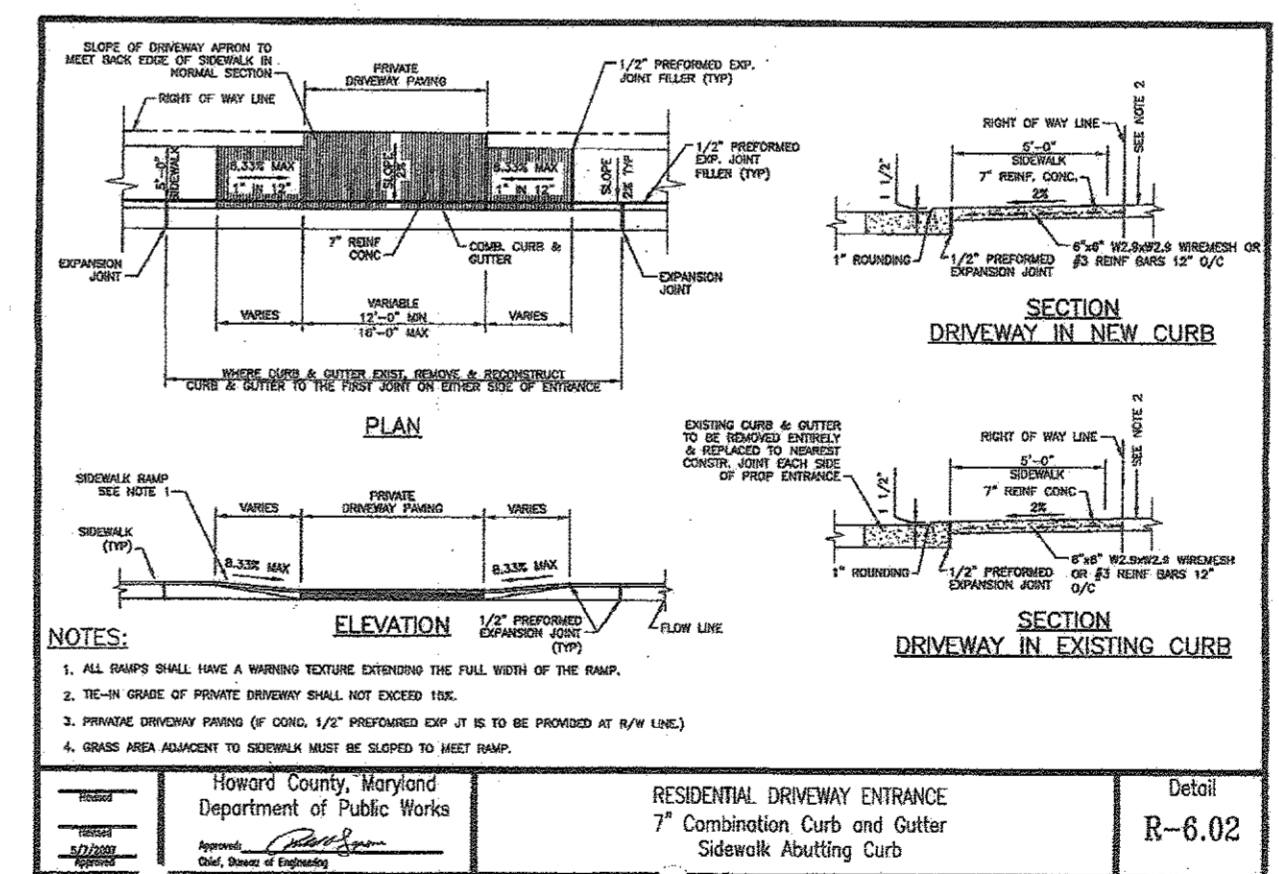 SLOPE OF DRIVEWAY APRON TO
MEET BACK EDGE OF SIDEWALK IN
NORMAL SECTION
RIGHT OF WAY LINE
PRIVATE
DRIVEWAY PAVING
1/2" PREFORMED EXP.
JOINT FILLER (TYP)
1/2" PREFORMED
EXP. JOINT
FILLER (TYP)
5'-0"
SIDEWALK
8.33% MAX
1" IN 12"
SLOPE
2%
8.33% MAX
1" IN 12"
SLOPE
2% TYP
7" REINF
CONC
COMB. CURB &
GUTTER
EXPANSION
JOINT
EXPANSION
JOINT
VARIES
VARIABLE
12'-0" MIN
16'-0" MAX
VARIES
WHERE CURB & GUTTER EXIST, REMOVE & RECONSTRUCT
CURB & GUTTER TO THE FIRST JOINT ON EITHER SIDE OF ENTRANCE
PLAN
RIGHT OF WAY LINE
SEE NOTE 2
5'-0"
SIDEWALK
7" REINF. CONC.
2%
1 1/2"
1" ROUNDING
1/2" PREFORMED
EXPANSION JOINT
6"x6" W2.9xW2.9 WIREMESH OR
#3 REINF BARS 12" O/C
SECTION
DRIVEWAY IN NEW CURB
EXISTING CURB & GUTTER
TO BE REMOVED ENTIRELY
& REPLACED TO NEAREST
CONSTR. JOINT EACH SIDE
OF PROP ENTRANCE
RIGHT OF WAY LINE
SEE NOTE 2
5'-0"
SIDEWALK
7" REINF CONC
2%
1 1/2"
1" ROUNDING
1/2" PREFORMED
EXPANSION JOINT
6"x6" W2.9xW2.9 WIREMESH
OR #3 REINF BARS 12"
O/C
SECTION
DRIVEWAY IN EXISTING CURB
SIDEWALK RAMP
SEE NOTE 1
SIDEWALK
(TYP)
VARIES
PRIVATE
DRIVEWAY PAVING
VARIES
8.33% MAX
8.33% MAX
1/2" PREFORMED
EXPANSION JOINT
(TYP)
FLOW LINE
ELEVATION
NOTES:
1. ALL RAMPS SHALL HAVE A WARNING TEXTURE EXTENDING THE FULL WIDTH OF THE RAMP.
2. TIE-IN GRADE OF PRIVATE DRIVEWAY SHALL NOT EXCEED 15%.
3. PRIVATAE DRIVEWAY PAVING (IF CONC, 1/2" PREFOMRED EXP JT IS TO BE PROVIDED AT R/W LINE.)
4. GRASS AREA ADJACENT TO SIDEWALK MUST BE SLOPED TO MEET RAMP.
Revised
Revised
5/7/2007
Approved
Howard County, Maryland
Department of Public Works
Approved:
Chief, Bureau of Engineering
RESIDENTIAL DRIVEWAY ENTRANCE
7" Combination Curb and Gutter
Sidewalk Abutting Curb
Detail
R-6.02